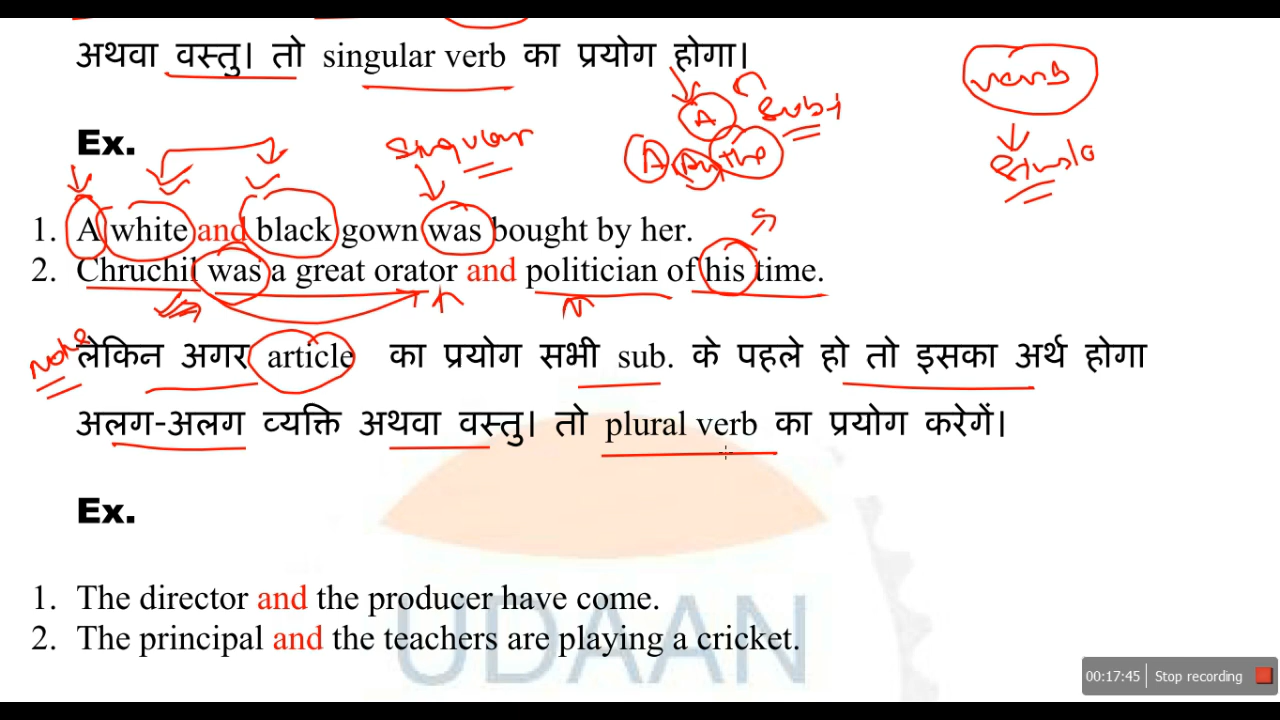 अथवा वस्तु। तो singular verb का प्रयोग होगा।
verb
A
Sub+
A An the
Singular
Ex.
1. A white and black gown was bought by her.
2. Chruchil was a great orator and politician of his time.
Note
लेकिन अगर article का प्रयोग सभी sub. के पहले हो तो इसका अर्थ होगा
अलग-अलग व्यक्ति अथवा वस्तु। तो plural verb का प्रयोग करेगें।
Ex.
1. The director and the producer have come.
2. The principal and the teachers are playing a cricket.
UDAAN
00:17:45 Stop recording